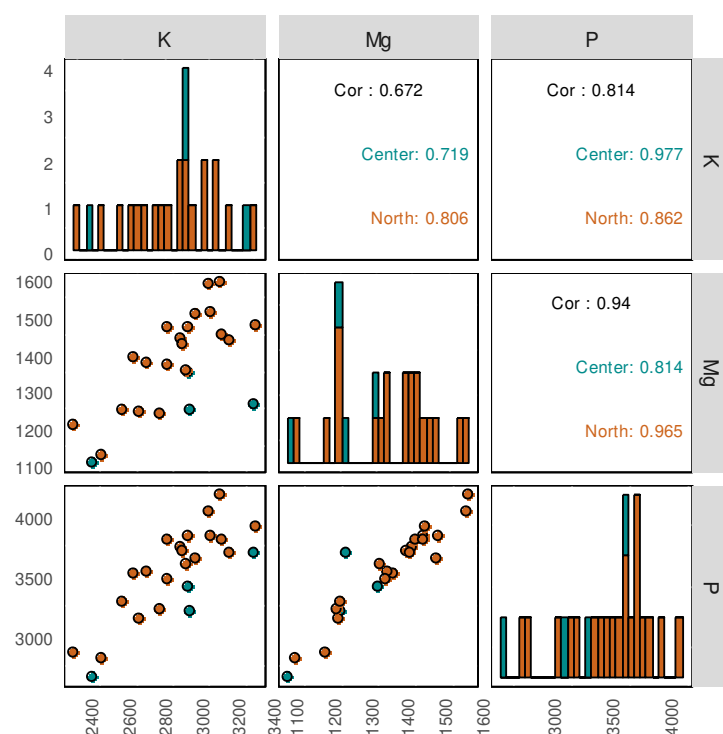 K Mg P
4
3
2
1
0
Cor : 0.672
Center: 0.719
North: 0.806
Cor : 0.814
Center: 0.977
North: 0.862
K
1600
1500
1400
1300
1200
1100
Cor : 0.94
Center: 0.814
North: 0.965
Mg
4000
3500
3000
P
2400 2600 2800 3000 3200 3400
1100 1200 1300 1400 1500 1600
3000 3500 4000